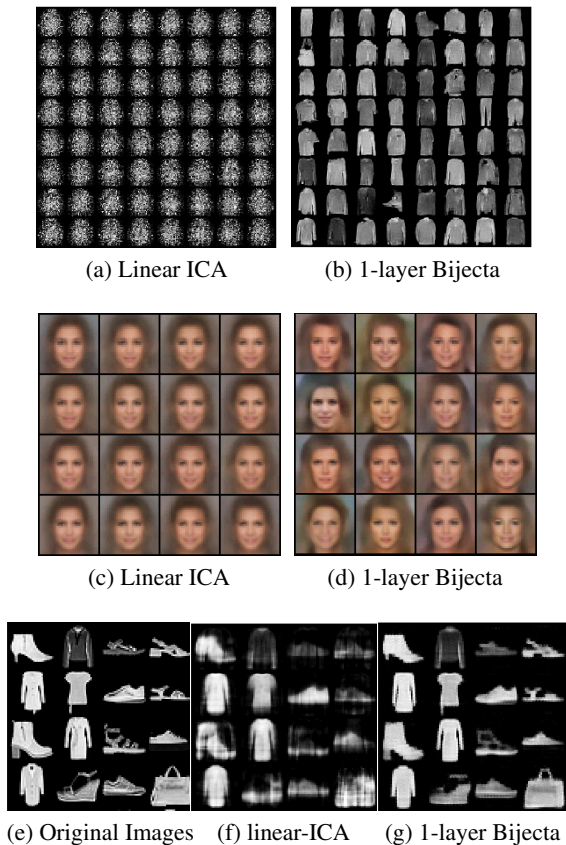 (a) Linear ICA (b) 1-layer Bijecta
(c) Linear ICA (d) 1-layer Bijecta
(e) Original Images (f) linear-ICA (g) 1-layer Bijecta